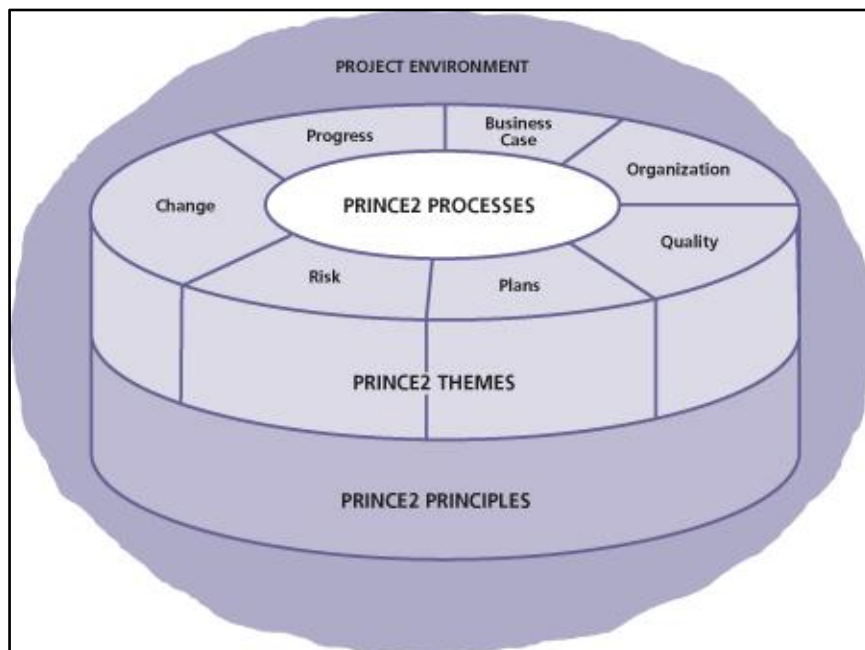 PROJECT ENVIRONMENT
Progress
Business
Case
Organization
Change
PRINCE2 PROCESSES
Quality
Risk
Plans
PRINCE2 THEMES
PRINCE2 PRINCIPLES